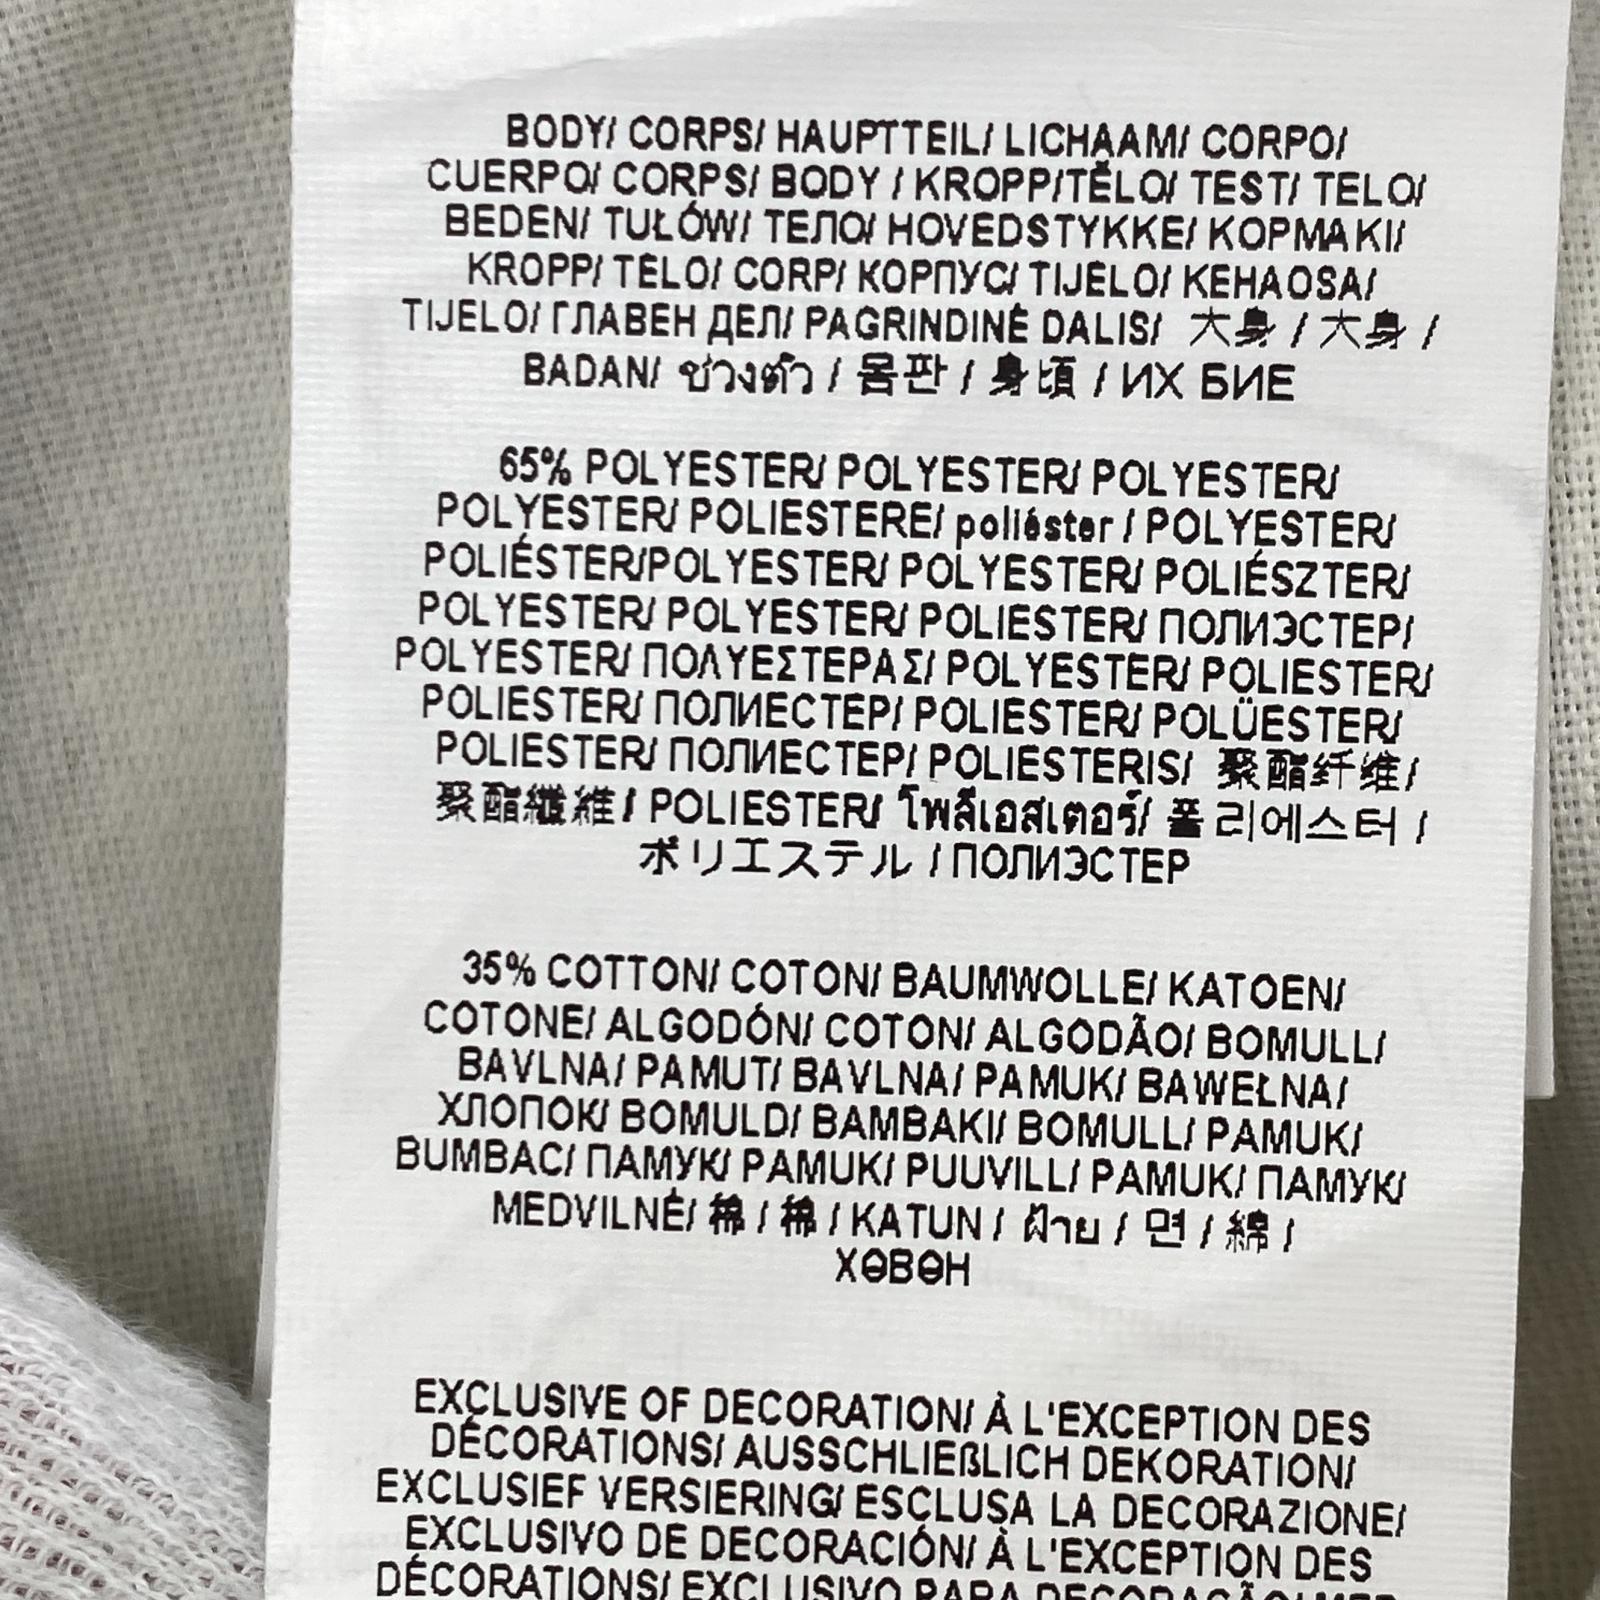 BODY/ CORPS/ HAUPTTEIL/ LICHAAM/ CORPO/
CUERPO/ CORPS/ BODY / KROPP/TĚLO/ TEST/ TELO/
BEDEN/ TUŁÓW/ ТЕЛО/ HOVEDSTYKKE/ KOPMAKI/
KROPP/ TELO/ CORP/ КОРПУС/ TIJELO/ KEHAOSA/
TIJELO/ ГЛАВЕН ДЕЛ/ PAGRINDINĖ DALIS/ 大身 / 大身 /
BADAN/ ช่วงตัว / 몸판 / 身頃 / ИХ БИЕ
65% POLYESTER/ POLYESTER/ POLYESTER/
POLYESTER/ POLIESTERE/ poliéster / POLYESTER/
POLIÉSTER/POLYESTER/ POLYESTER/ POLIÉSZTER/
POLYESTER/ POLYESTER/ POLIESTER/ ПОЛИЭСТЕР/
POLYESTER/ ΠΟΛΥΕΣΤΕΡΑΣ/ POLYESTER/ POLIESTER/
POLIESTER/ ПОЛИЕСТЕР/ POLIESTER/ POLÜESTER/
POLIESTER/ ПОЛИЕСТЕР/ POLIESTERIS/ 聚酯纤维/
聚酯纖維/ POLIESTER/ โพลีเอสเตอร์/ 폴리에스터 /
ポリエステル / ПОЛИЭСТЕР
35% COTTON/ COTON/ BAUMWOLLE/ KATOEN/
COTONE/ ALGODÓN/ COTON/ ALGODÃO/ BOMULL/
BAVLNA/ PAMUT/ BAVLNA/ PAMUK/ BAWEŁNA/
ХЛОПОК/ BOMULD/ BAMBAKI/ BOMULL/ PAMUK/
BUMBAC/ ПАМУК/ PAMUK/ PUUVILL/ PAMUK/ ПАМУК/
MEDVILNĖ/ 棉 / 棉 / KATUN / ฝ้าย / 면 / 綿 /
ХӨВӨН
EXCLUSIVE OF DECORATION/ À L'EXCEPTION DES
DÉCORATIONS/ AUSSCHLIEßLICH DEKORATION/
EXCLUSIEF VERSIERING/ ESCLUSA LA DECORAZIONE/
EXCLUSIVO DE DECORACIÓN/ À L'EXCEPTION DES
DÉCORATIONS/ EXCLUSIVO PARA DECORAÇÃO/